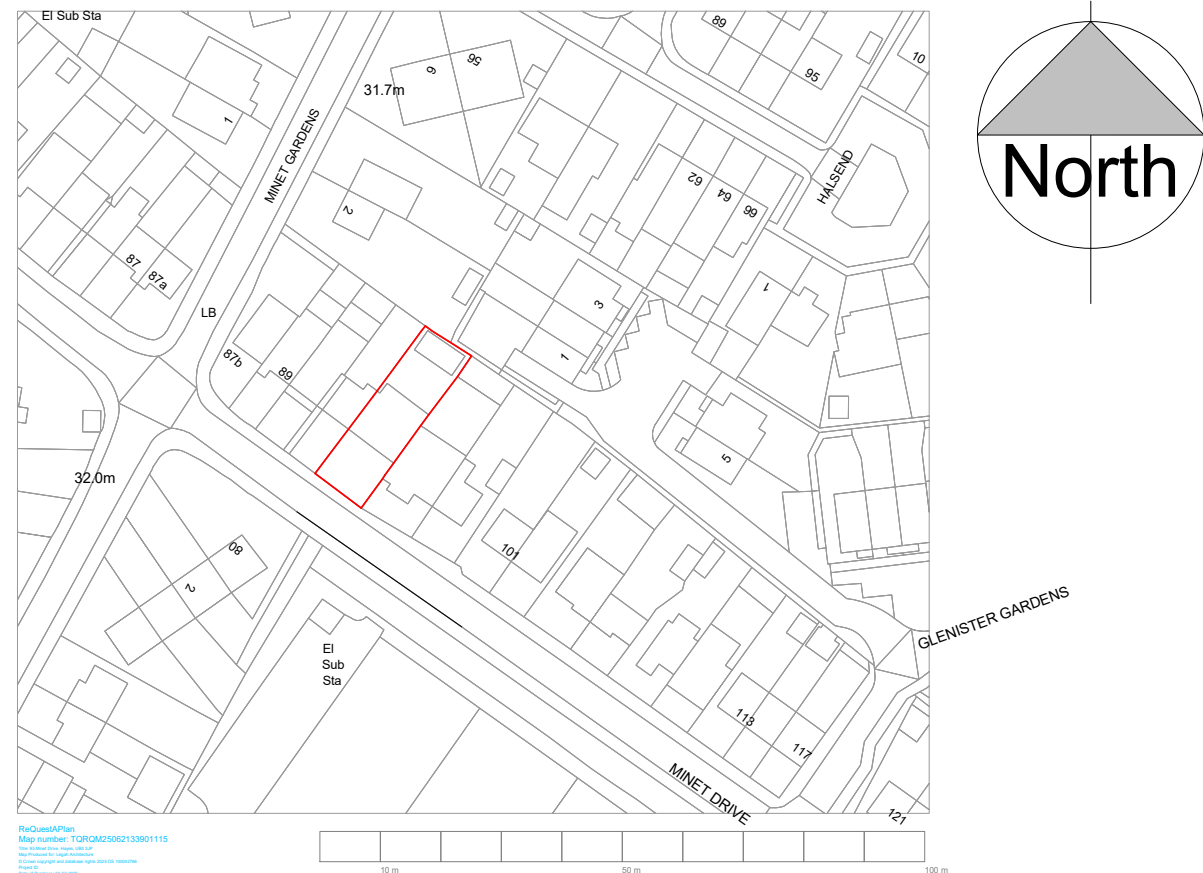 El Sub Sta
89
95
10
6
56
31.7m
1
MINET GARDENS
HALSEND
62
64
66
2
87
87a
North
LB
3
1
1
87b
89
5
32.0m
101
80
2
El
Sub
Sta
GLENISTER GARDENS
113
117
MINET DRIVE
121
ReQuestAPlan
Map number: TQRQM25062133901115
10 m
50 m
100 m